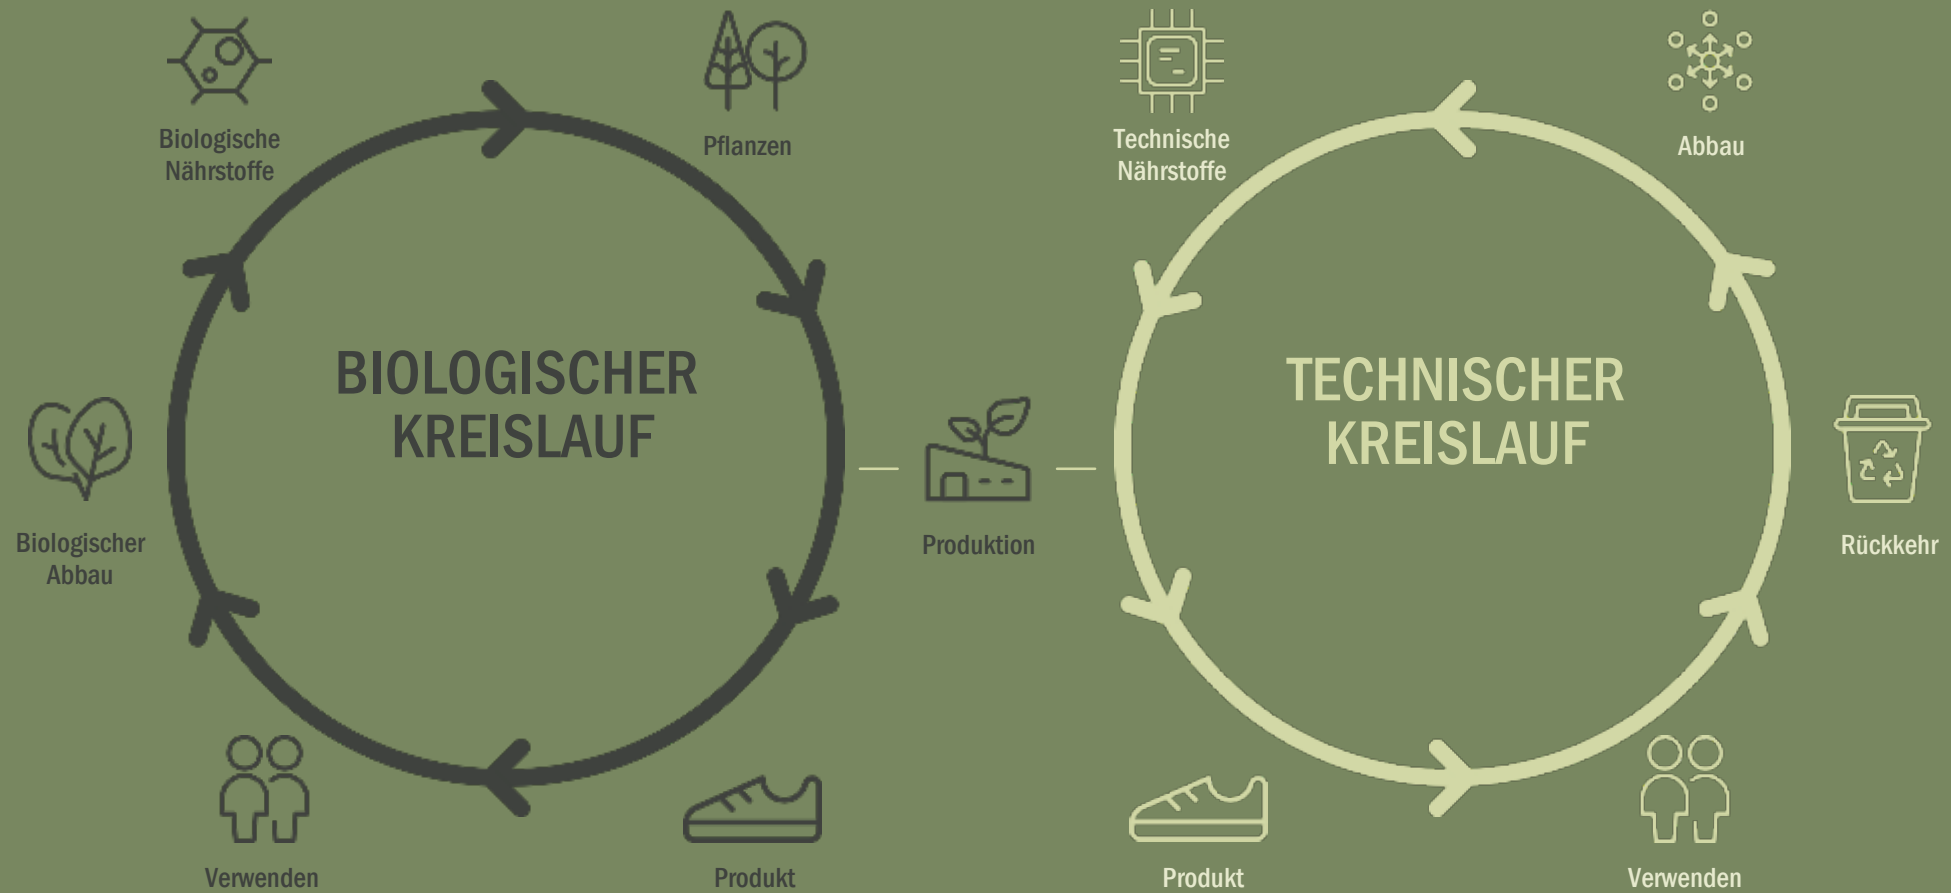 Biologische
Nährstoffe
Pflanzen
Technische
Nährstoffe
Abbau
BIOLOGISCHER
KREISLAUF
TECHNISCHER
KREISLAUF
Biologischer
Abbau
Produktion
Rückkehr
Verwenden
Produkt
Produkt
Verwenden